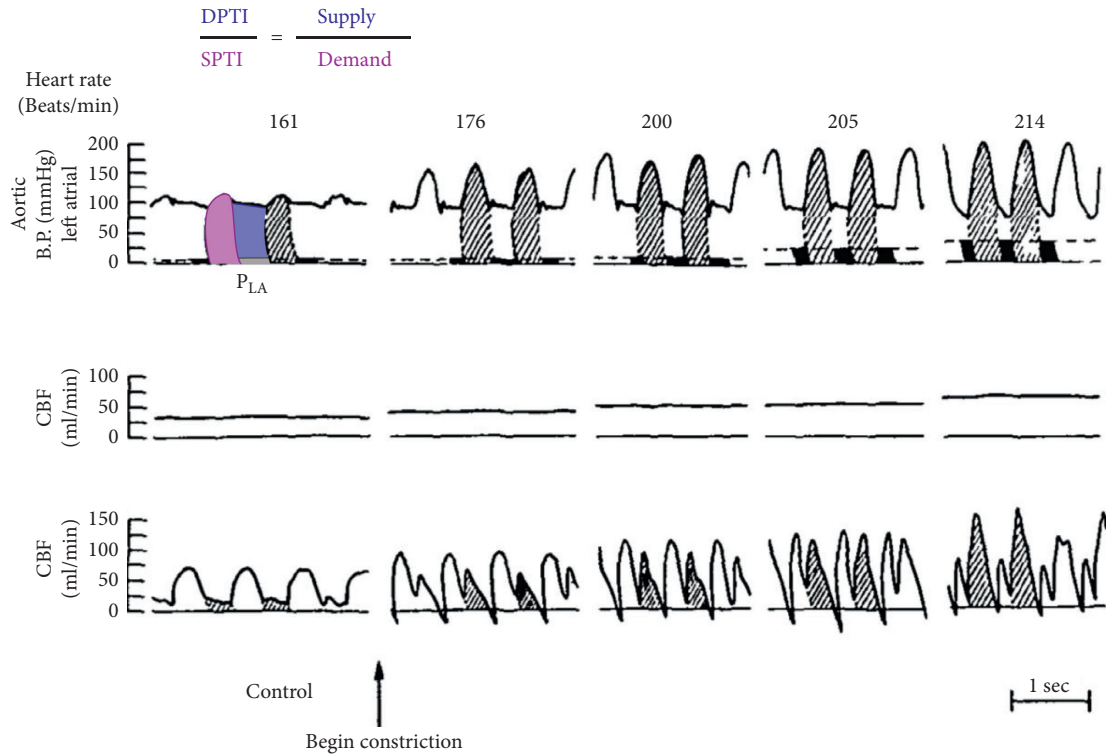 DPTI = Supply
SPTI Demand
Heart rate
(Beats/min)
161 176 200 205 214
Aortic
B.P. (mmHg)
left atrial
200
150
100
50
0
P_LA
CBF
(ml/min)
100
50
0
CBF
(ml/min)
150
100
50
0
Control
Begin constriction
1 sec